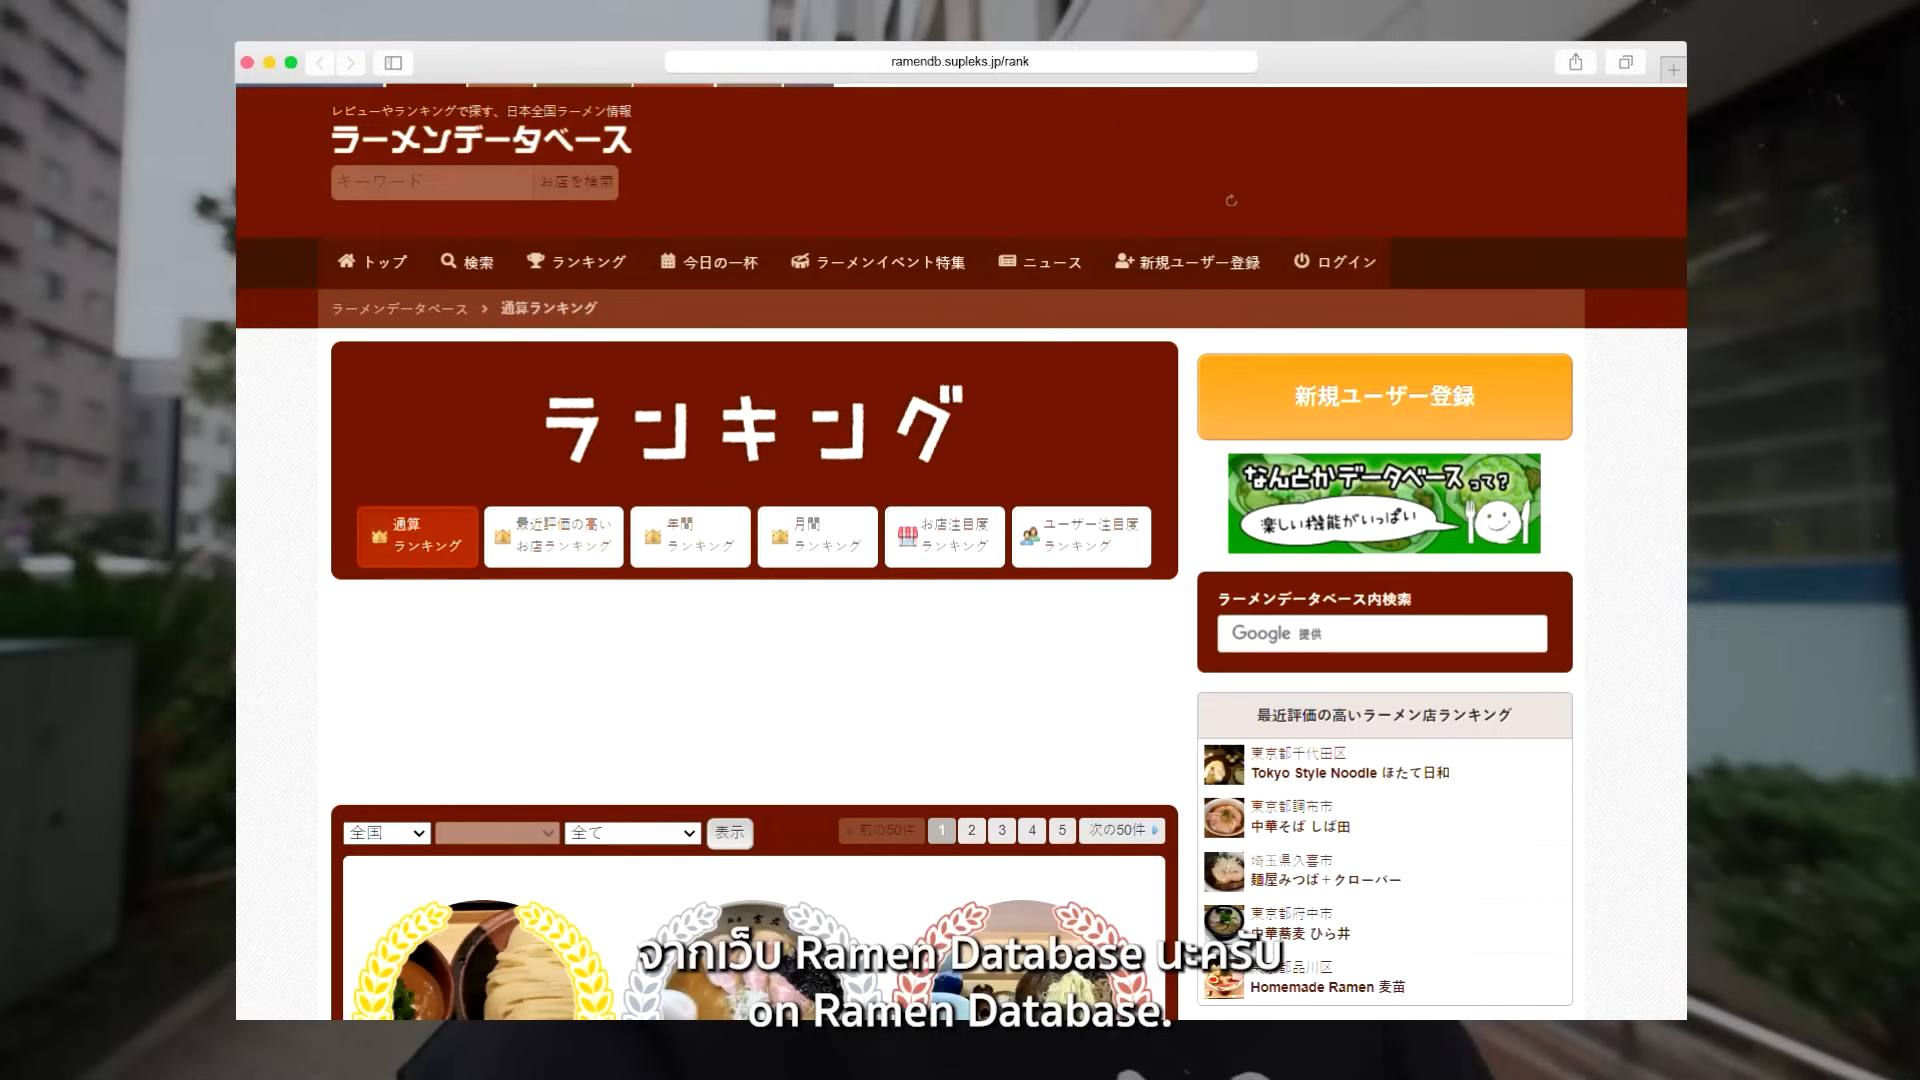 ramendb.supleks.jp/rank
レビューやランキングで探す、日本全国ラーメン情報
ラーメンデータベース
キーワード
お店を検索
トップ
検索
ランキング
今日の一杯
ラーメンイベント特集
ニュース
新規ユーザー登録
ログイン
ラーメンデータベース
通算ランキング
ランキング
通算
ランキング
最近評価の高い
お店ランキング
年間
ランキング
月間
ランキング
お店注目度
ランキング
ユーザー注目度
ランキング
新規ユーザー登録
なんとかデータベースって?
楽しい機能がいっぱい
ラーメンデータベース内検索
Google 提供
最近評価の高いラーメン店ランキング
東京都千代田区
Tokyo Style Noodle ほたて日和
東京都調布市
中華そば しば田
埼玉県久喜市
麺屋みつば+クローバー
東京都府中市
中華蕎麦 ひら井
都品川区
Homemade Ramen 麦苗
全国
全て
表示
前の50件
1
2
3
4
5
次の50件
จากเว็บ Ramen Database นะครับ
on Ramen Database.